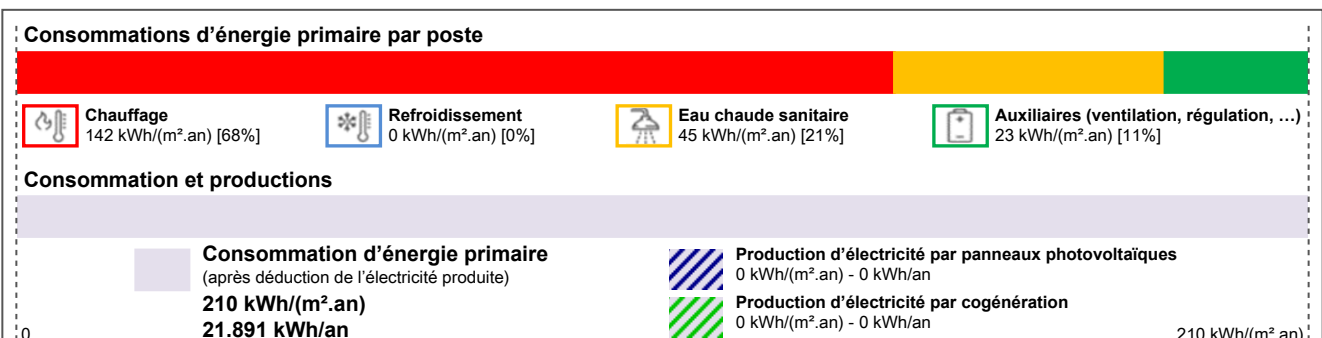 Consommations d’énergie primaire par poste
Chauffage
142 kWh/(m².an) [68%]
Refroidissement
0 kWh/(m².an) [0%]
Eau chaude sanitaire
45 kWh/(m².an) [21%]
Auxiliaires (ventilation, régulation, …)
23 kWh/(m².an) [11%]
Consommation et productions
Consommation d’énergie primaire
(après déduction de l’électricité produite)
210 kWh/(m².an)
21.891 kWh/an
Production d’électricité par panneaux photovoltaïques
0 kWh/(m².an) - 0 kWh/an
Production d’électricité par cogénération
0 kWh/(m².an) - 0 kWh/an
0
210 kWh/(m².an)